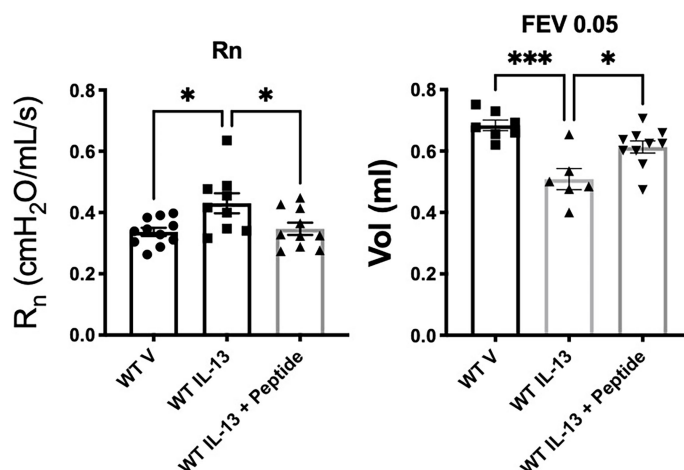 Rn
* *
0.8
0.6
0.4
0.2
0.0
Rn (cmH2O/mL/s)
WT V
WT IL-13
WT IL-13 + Peptide
FEV 0.05
*** *
0.8
0.6
0.4
0.2
0.0
Vol (ml)
WT V
WT IL-13
WT IL-13 + Peptide